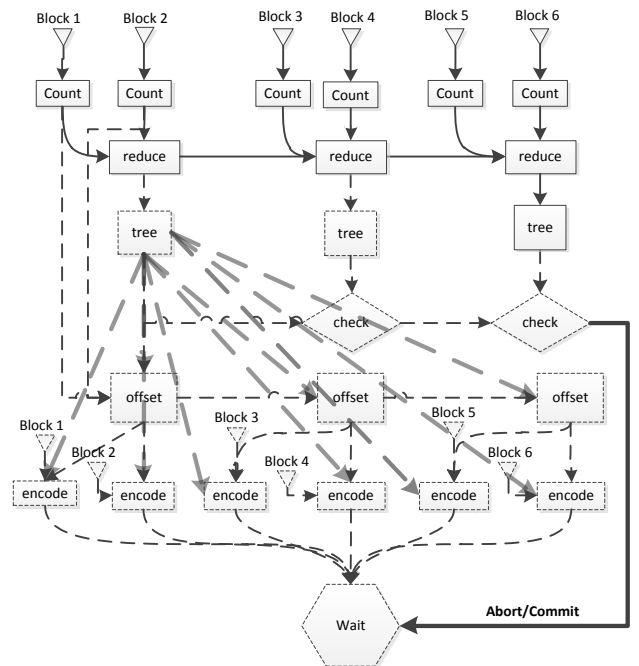 Block 1
Block 2
Block 3
Block 4
Block 5
Block 6
Count
Count
Count
Count
Count
Count
reduce
reduce
reduce
tree
tree
tree
check
check
offset
offset
offset
Block 1
Block 2
Block 3
Block 4
Block 5
Block 6
encode
encode
encode
encode
encode
encode
Abort/Commit
Wait